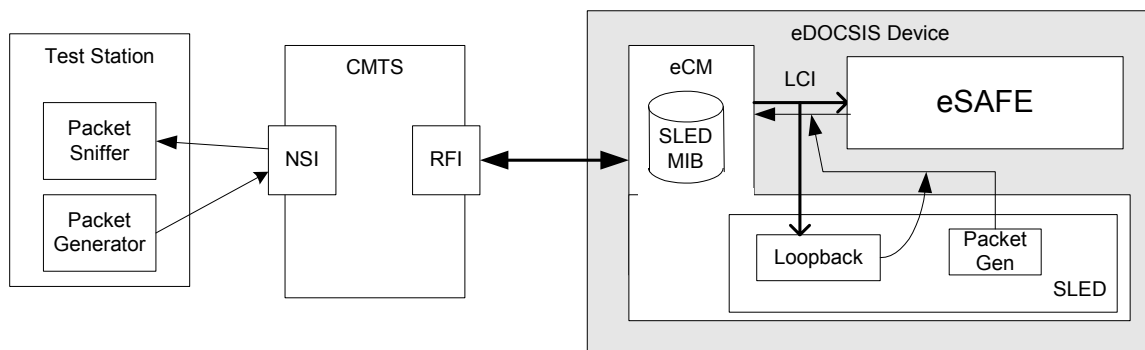 Test Station
Packet
Sniffer
Packet
Generator
CMTS
NSI
RFI
eDOCSIS Device
eCM
SLED
MIB
LCI
eSAFE
Loopback
Packet
Gen
SLED